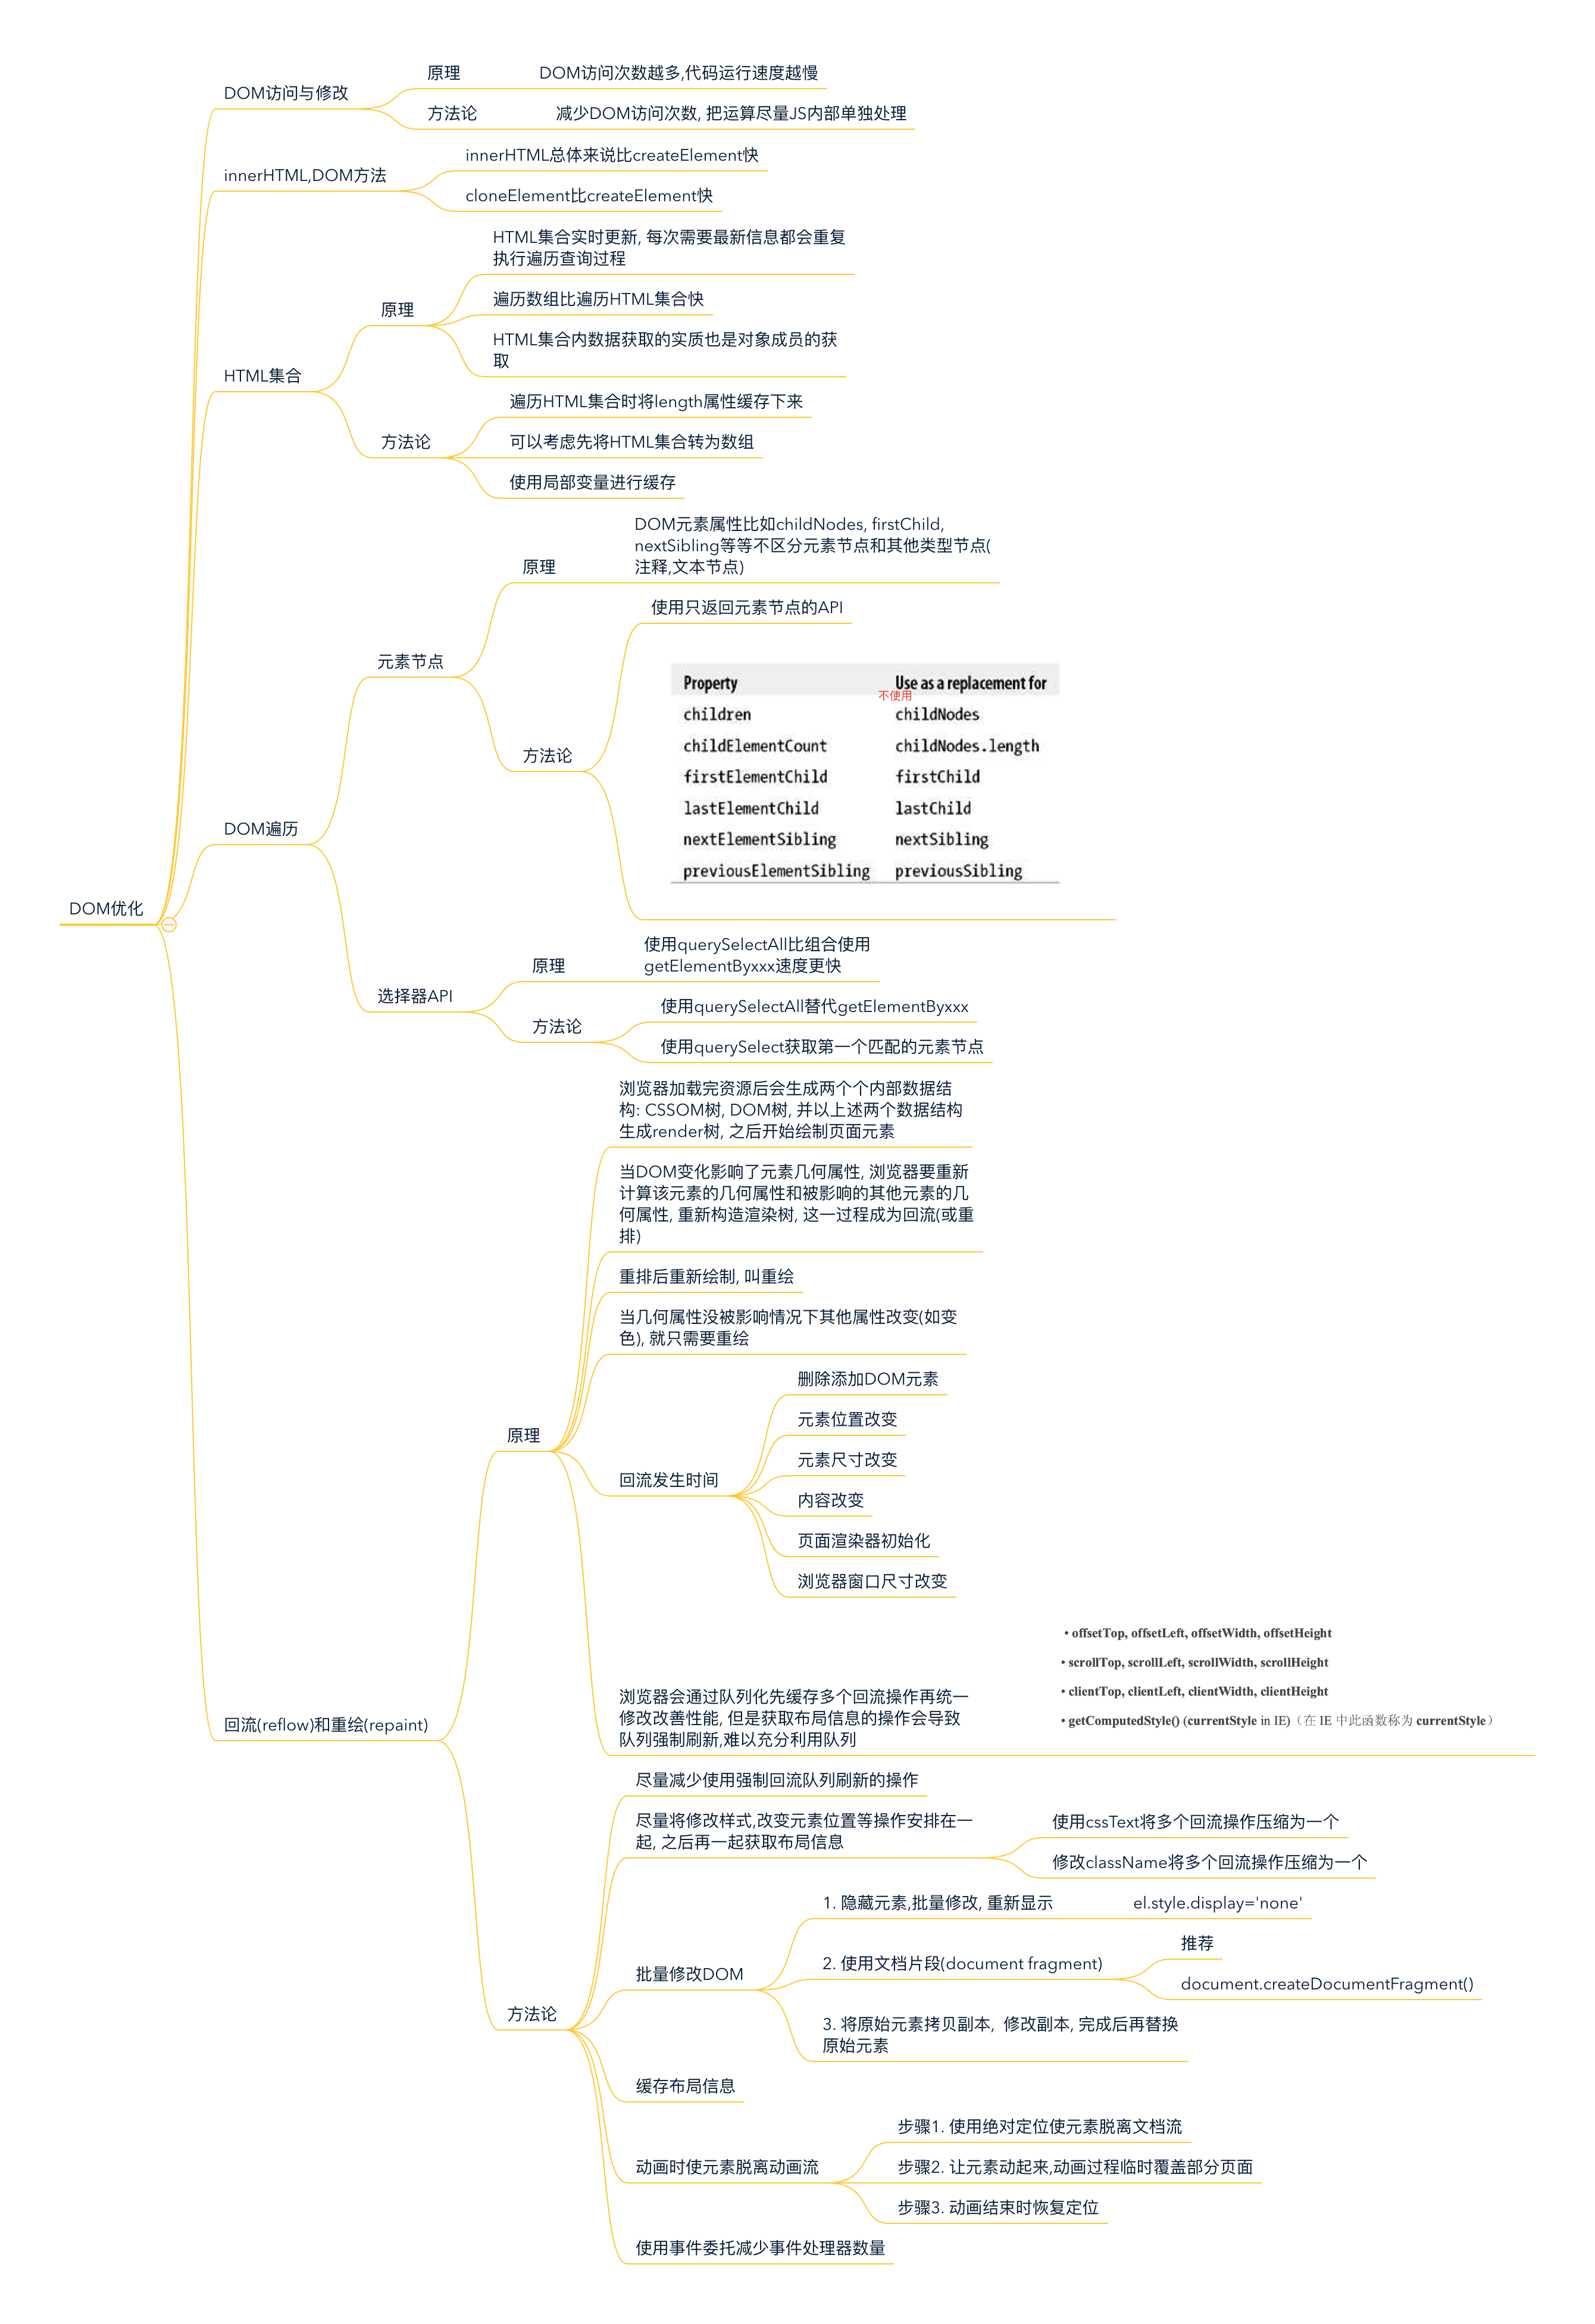 DOM优化
DOM访问与修改
原理
DOM访问次数越多,代码运行速度越慢
方法论
减少DOM访问次数, 把运算尽量JS内部单独处理
innerHTML,DOM方法
innerHTML总体来说比createElement快
cloneElement比createElement快
HTML集合
原理
HTML集合实时更新, 每次需要最新信息都会重复
执行遍历查询过程
遍历数组比遍历HTML集合快
HTML集合内数据获取的实质也是对象成员的获
取
方法论
遍历HTML集合时将length属性缓存下来
可以考虑先将HTML集合转为数组
使用局部变量进行缓存
DOM遍历
元素节点
原理
DOM元素属性比如childNodes, firstChild,
nextSibling等等不区分元素节点和其他类型节点(
注释,文本节点)
方法论
使用只返回元素节点的API
Property Use as a replacement for
不使用
children childNodes
childElementCount childNodes.length
firstElementChild firstChild
lastElementChild lastChild
nextElementSibling nextSibling
previousElementSibling previousSibling
选择器API
原理
使用querySelectAll比组合使用
getElementByxxx速度更快
方法论
使用querySelectAll替代getElementByxxx
使用querySelect获取第一个匹配的元素节点
回流(reflow)和重绘(repaint)
原理
浏览器加载完资源后会生成两个个内部数据结
构: CSSOM树, DOM树, 并以上述两个数据结构
生成render树, 之后开始绘制页面元素
当DOM变化影响了元素几何属性, 浏览器要重新
计算该元素的几何属性和被影响的其他元素的几
何属性, 重新构造渲染树, 这一过程成为回流(或重
排)
重排后重新绘制, 叫重绘
当几何属性没被影响情况下其他属性改变(如变
色), 就只需要重绘
回流发生时间
删除添加DOM元素
元素位置改变
元素尺寸改变
内容改变
页面渲染器初始化
浏览器窗口尺寸改变
浏览器会通过队列化先缓存多个回流操作再统一
修改改善性能, 但是获取布局信息的操作会导致
队列强制刷新,难以充分利用队列
• offsetTop, offsetLeft, offsetWidth, offsetHeight
• scrollTop, scrollLeft, scrollWidth, scrollHeight
• clientTop, clientLeft, clientWidth, clientHeight
• getComputedStyle() (currentStyle in IE)（在 IE 中此函数称为 currentStyle）
方法论
尽量减少使用强制回流队列刷新的操作
尽量将修改样式,改变元素位置等操作安排在一
起, 之后再一起获取布局信息
使用cssText将多个回流操作压缩为一个
修改className将多个回流操作压缩为一个
批量修改DOM
1. 隐藏元素,批量修改, 重新显示
el.style.display='none'
2. 使用文档片段(document fragment)
推荐
document.createDocumentFragment()
3. 将原始元素拷贝副本,  修改副本, 完成后再替换
原始元素
缓存布局信息
动画时使元素脱离动画流
步骤1. 使用绝对定位使元素脱离文档流
步骤2. 让元素动起来,动画过程临时覆盖部分页面
步骤3. 动画结束时恢复定位
使用事件委托减少事件处理器数量